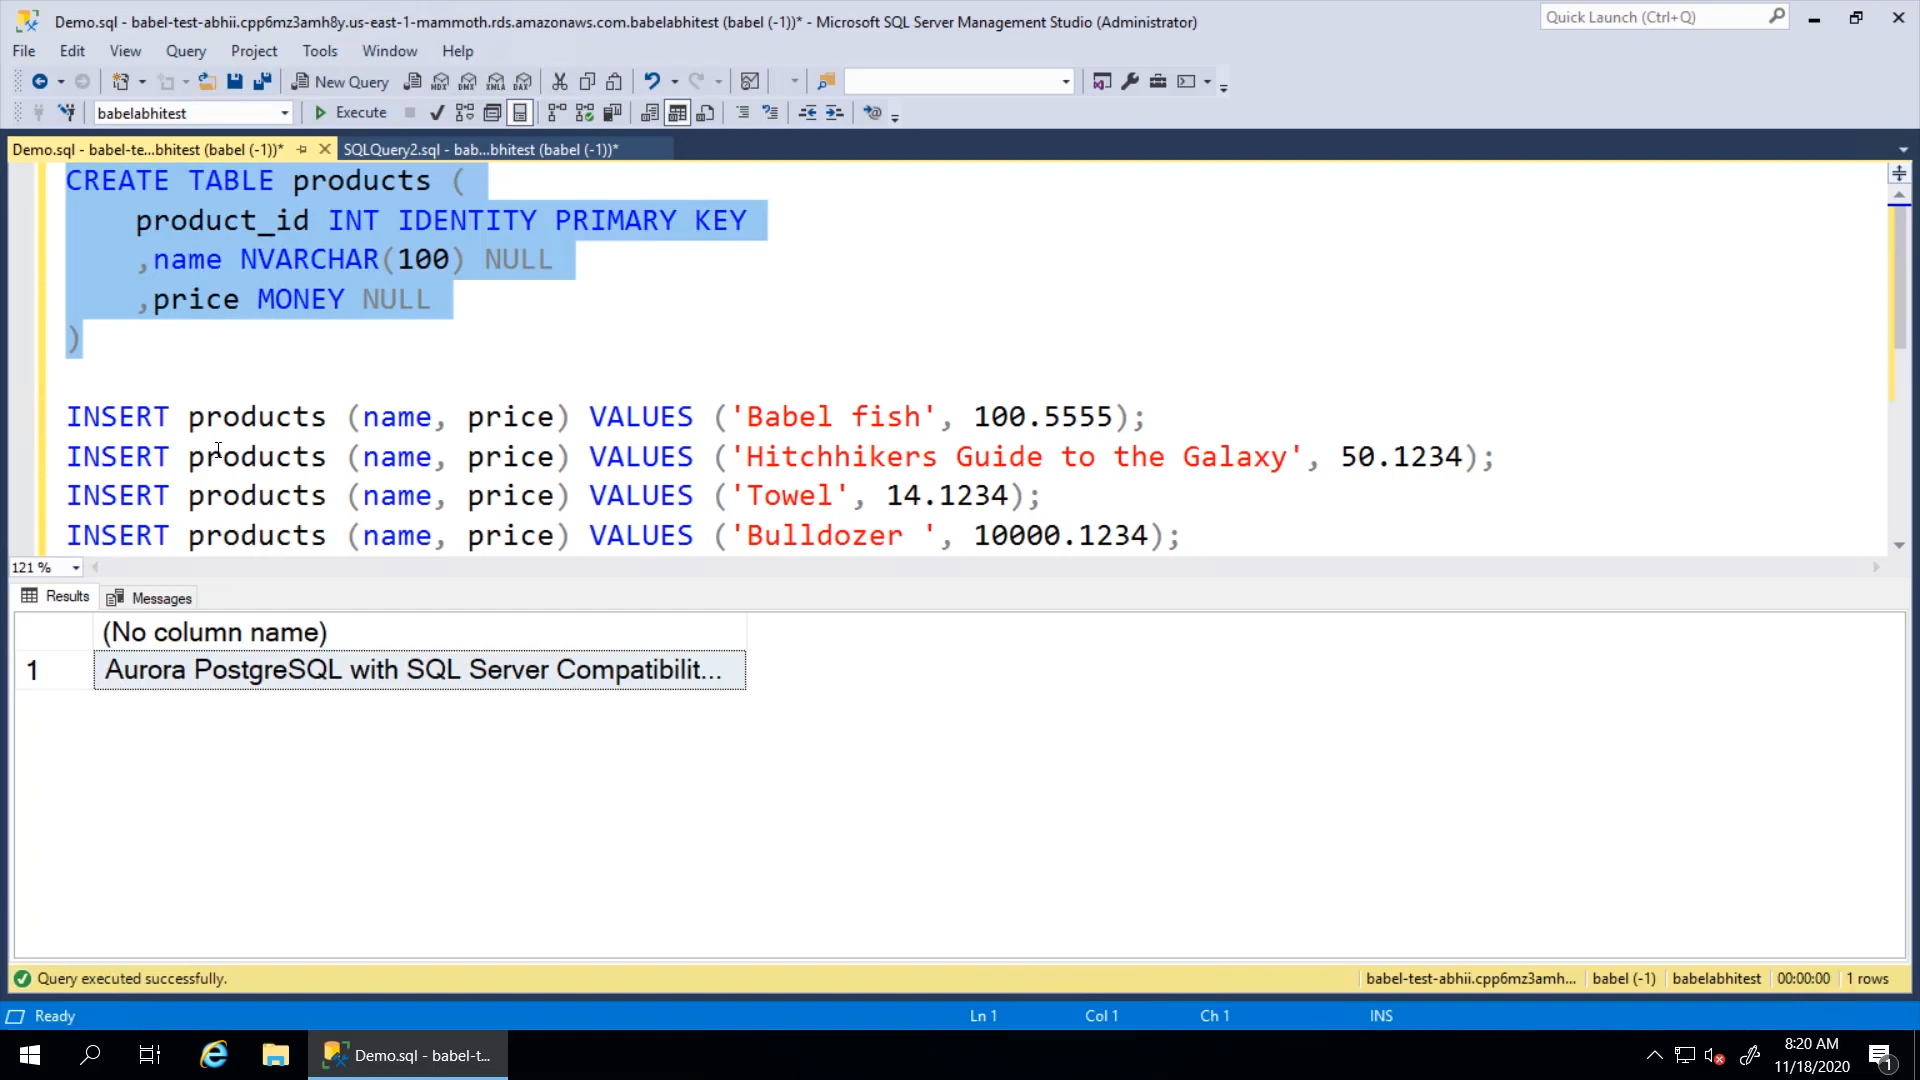 Demo.sql - babel-test-abhii.cpp6mz3amh8y.us-east-1-mammoth.rds.amazonaws.com.babelabhitest (babel (-1))* - Microsoft SQL Server Management Studio (Administrator)
Quick Launch (Ctrl+Q)
File Edit View Query Project Tools Window Help
New Query
MDX DMX XMLA DAX
babelabhitest Execute
Demo.sql - babel-te...bhitest (babel (-1))* SQLQuery2.sql - bab...bhitest (babel (-1))*
CREATE TABLE products (
product_id INT IDENTITY PRIMARY KEY
,name NVARCHAR(100) NULL
,price MONEY NULL
)
INSERT products (name, price) VALUES ('Babel fish', 100.5555);
INSERT products (name, price) VALUES ('Hitchhikers Guide to the Galaxy', 50.1234);
INSERT products (name, price) VALUES ('Towel', 14.1234);
INSERT products (name, price) VALUES ('Bulldozer ', 10000.1234);
121 %
Results Messages
(No column name)
1 Aurora PostgreSQL with SQL Server Compatibilit...
Query executed successfully.
babel-test-abhii.cpp6mz3amh... babel (-1) babelabhitest 00:00:00 1 rows
Ready Ln 1 Col 1 Ch 1 INS
Demo.sql - babel-t...
8:20 AM
11/18/2020
1